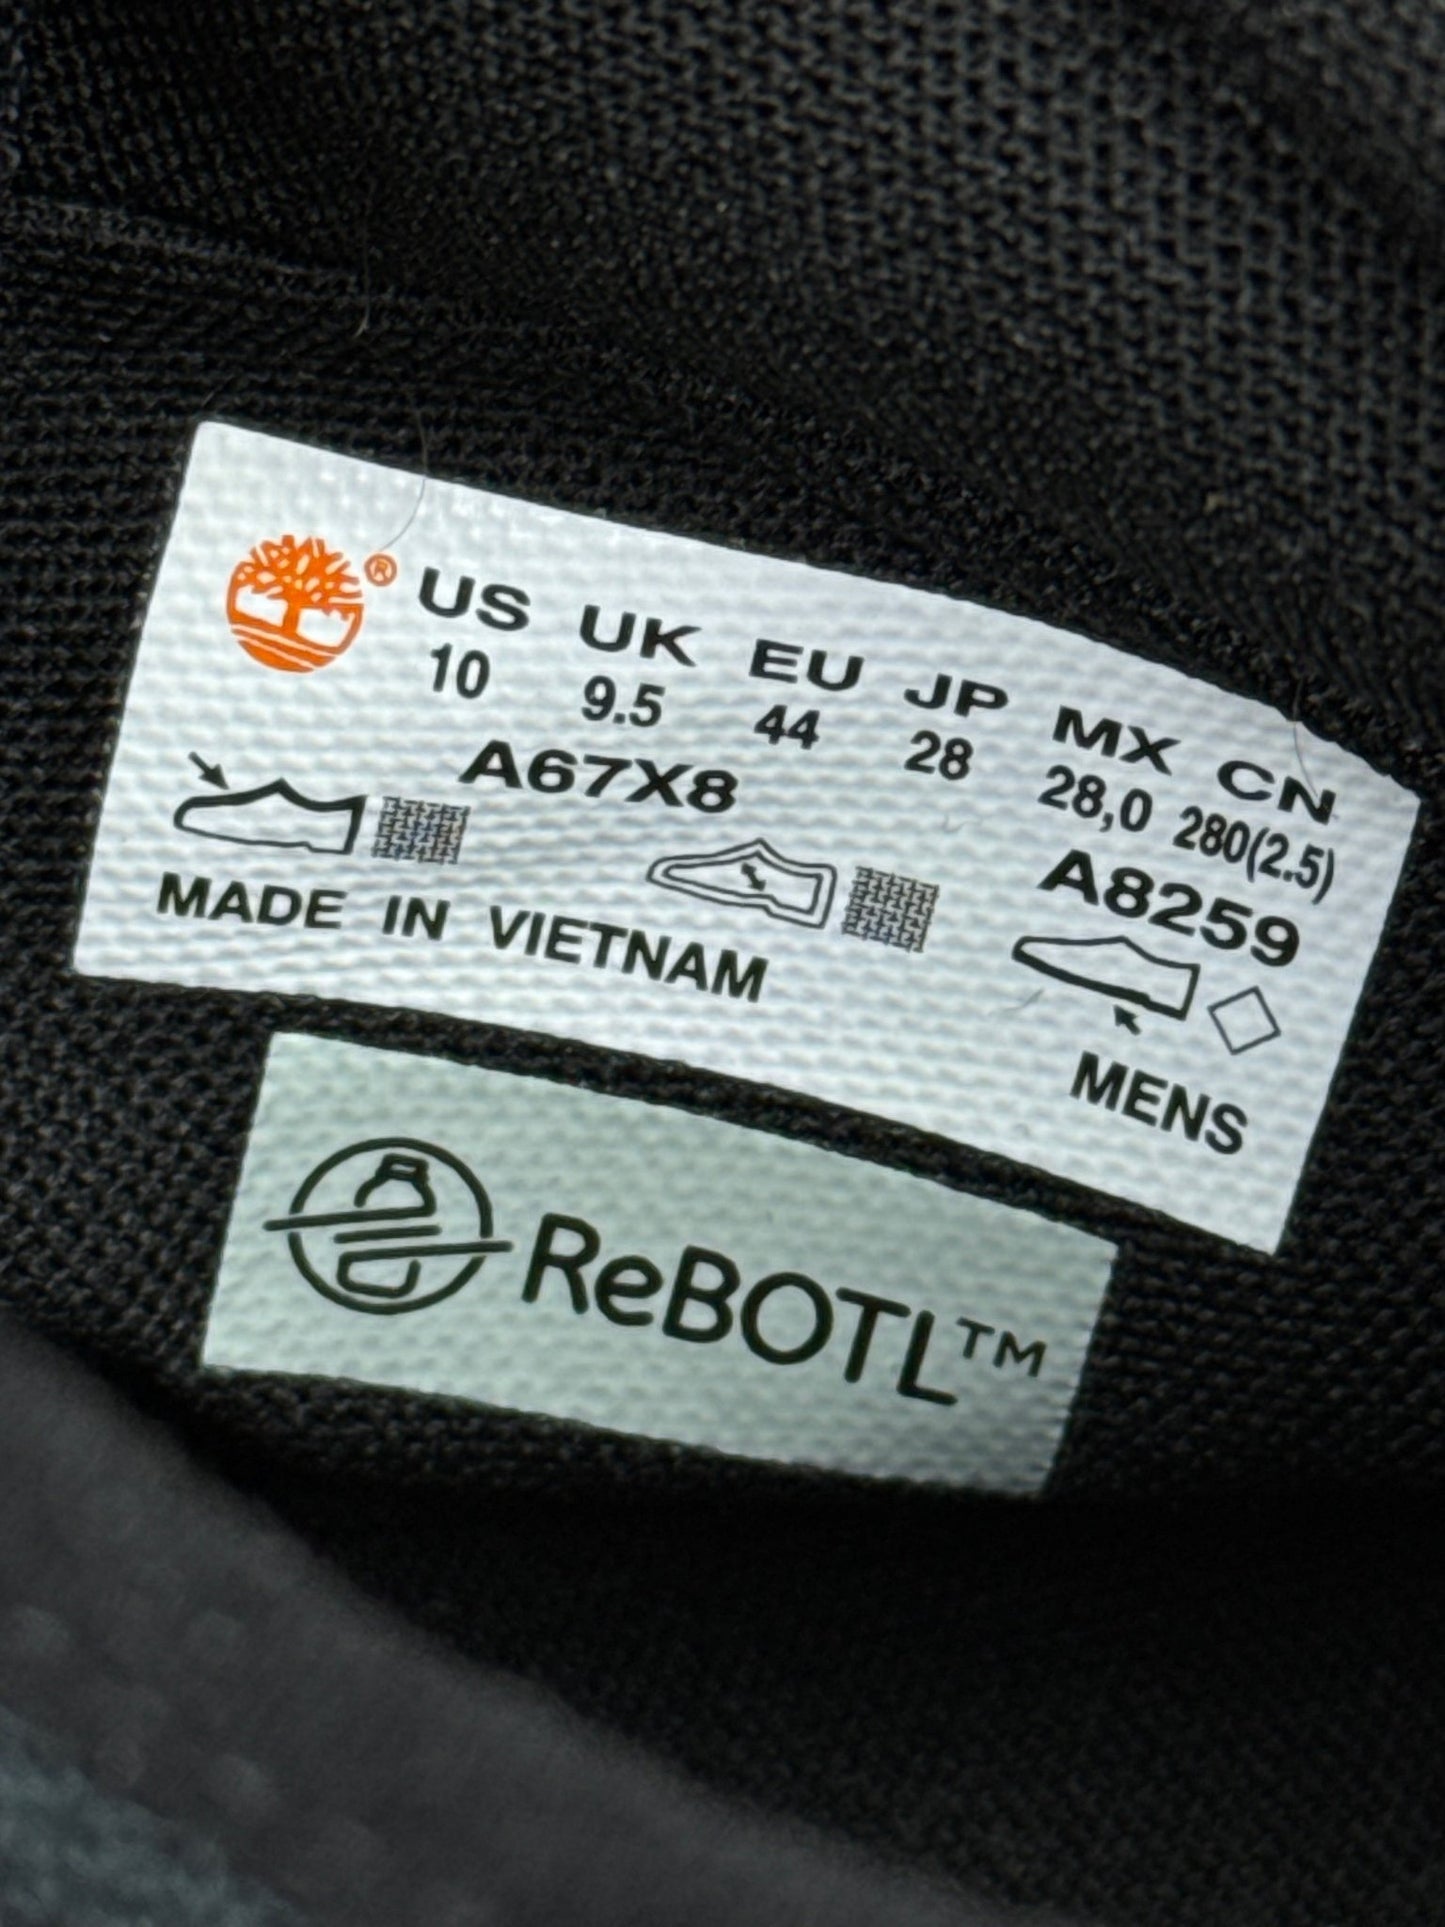 ® US UK EU JP MX CN
10 9.5 44 28 28,0 280(2.5)
A67X8 A8259
MADE IN VIETNAM MENS
ReBOTL™